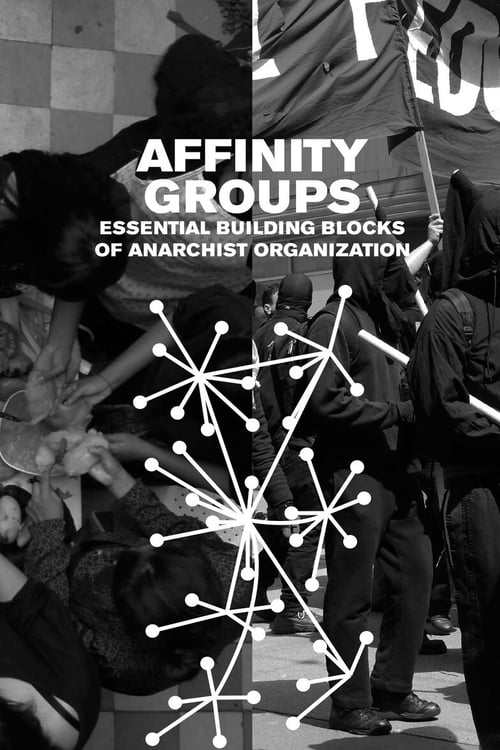 AFFINITY
GROUPS
ESSENTIAL BUILDING BLOCKS
OF ANARCHIST ORGANIZATION